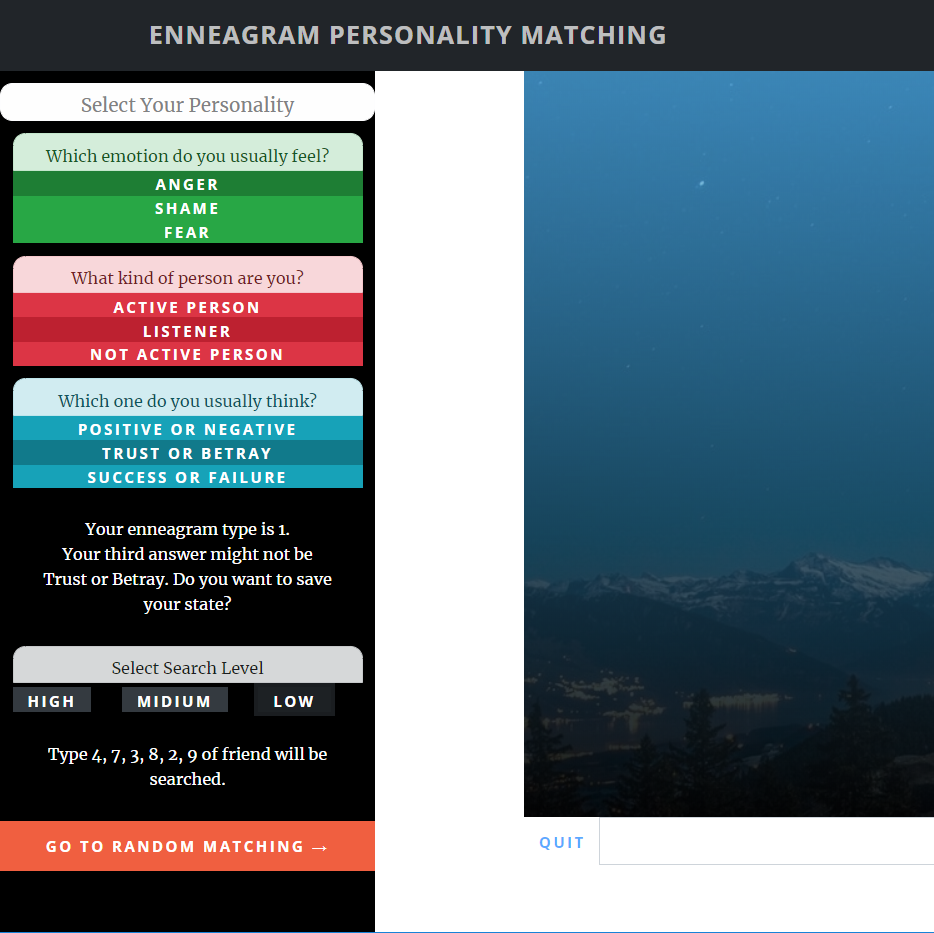 ENNEAGRAM PERSONALITY MATCHING
Select Your Personality
Which emotion do you usually feel?
ANGER
SHAME
FEAR
What kind of person are you?
ACTIVE PERSON
LISTENER
NOT ACTIVE PERSON
Which one do you usually think?
POSITIVE OR NEGATIVE
TRUST OR BETRAY
SUCCESS OR FAILURE
Your enneagram type is 1.
Your third answer might not be
Trust or Betray. Do you want to save
your state?
Select Search Level
HIGH MIDIUM LOW
Type 4, 7, 3, 8, 2, 9 of friend will be
searched.
GO TO RANDOM MATCHING →
QUIT